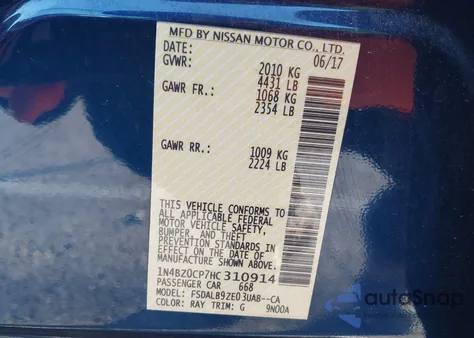 MFD BY NISSAN MOTOR CO., LTD.
DATE: 06/17
GVWR: 2010 KG
4431 LB
GAWR FR: 1068 KG
2354 LB
GAWR RR: 1009 KG
2224 LB
THIS VEHICLE CONFORMS TO
ALL APPLICABLE FEDERAL
MOTOR VEHICLE SAFETY,
BUMPER, AND THEFT
PREVENTION STANDARDS IN
EFFECT ON THE DATE OF
MANUFACTURE SHOWN ABOVE.
1N4BZ0CP7HC310914
PASSENGER CAR 668
MODEL: FSDALB9ZE03UAB--CA
COLOR: RAY TRIM: G 9N00A
autoSnap